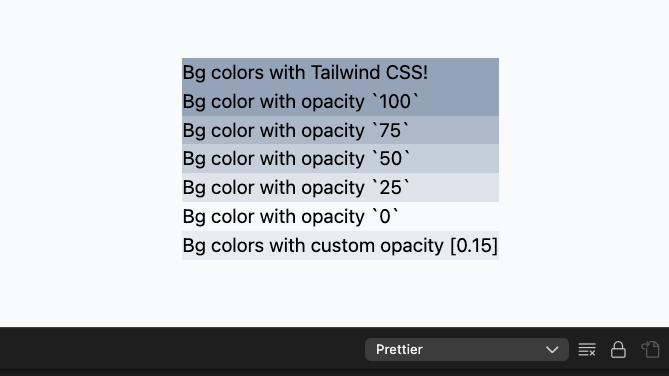 Bg colors with Tailwind CSS!
Bg color with opacity `100`
Bg color with opacity `75`
Bg color with opacity `50`
Bg color with opacity `25`
Bg color with opacity `0`
Bg colors with custom opacity [0.15]
Prettier